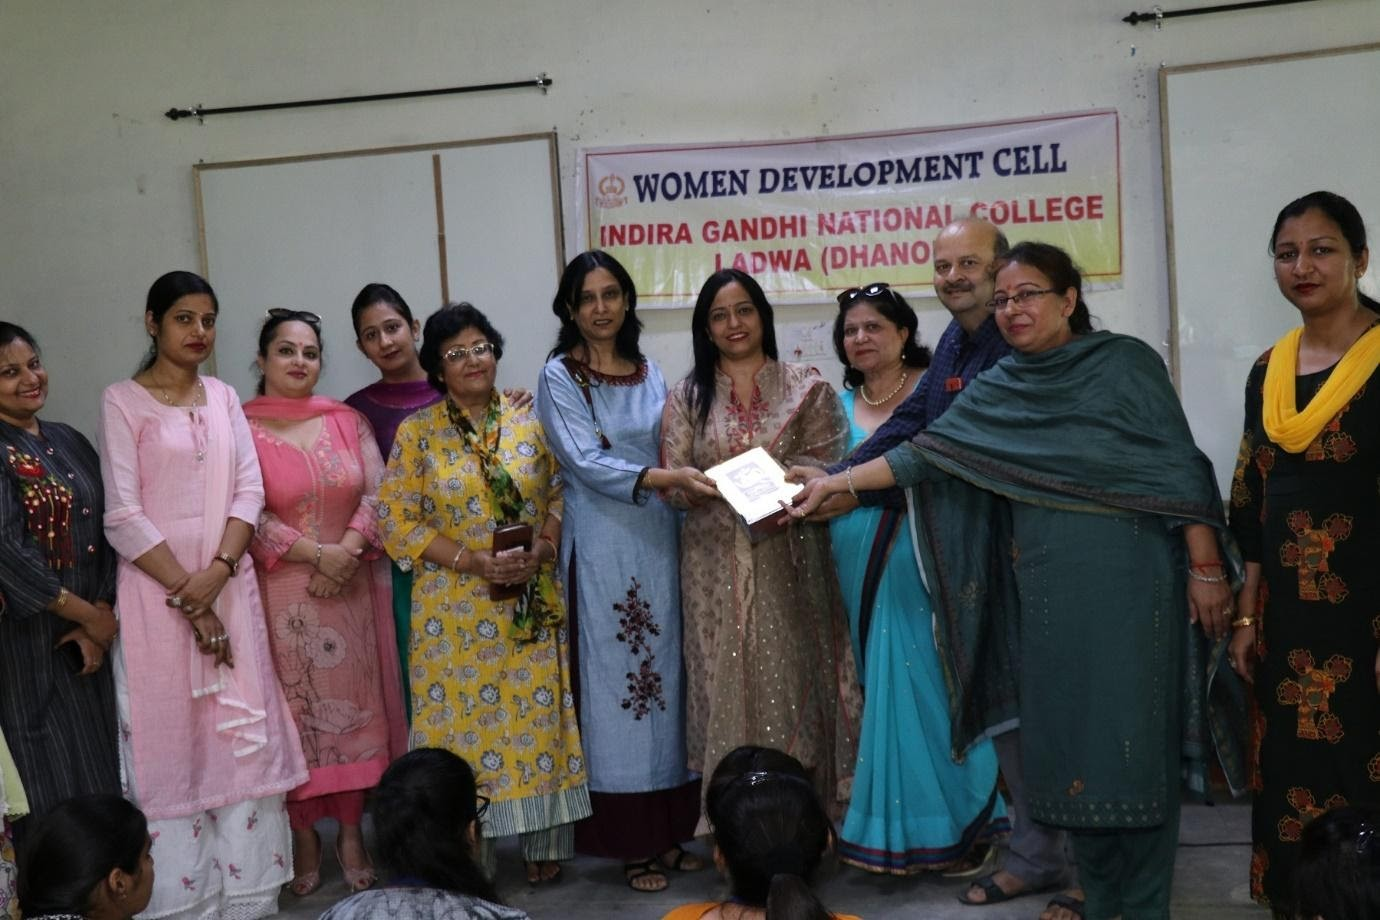 WOMEN DEVELOPMENT CELL
INDIRA GANDHI NATIONAL COLLEGE
LADWA